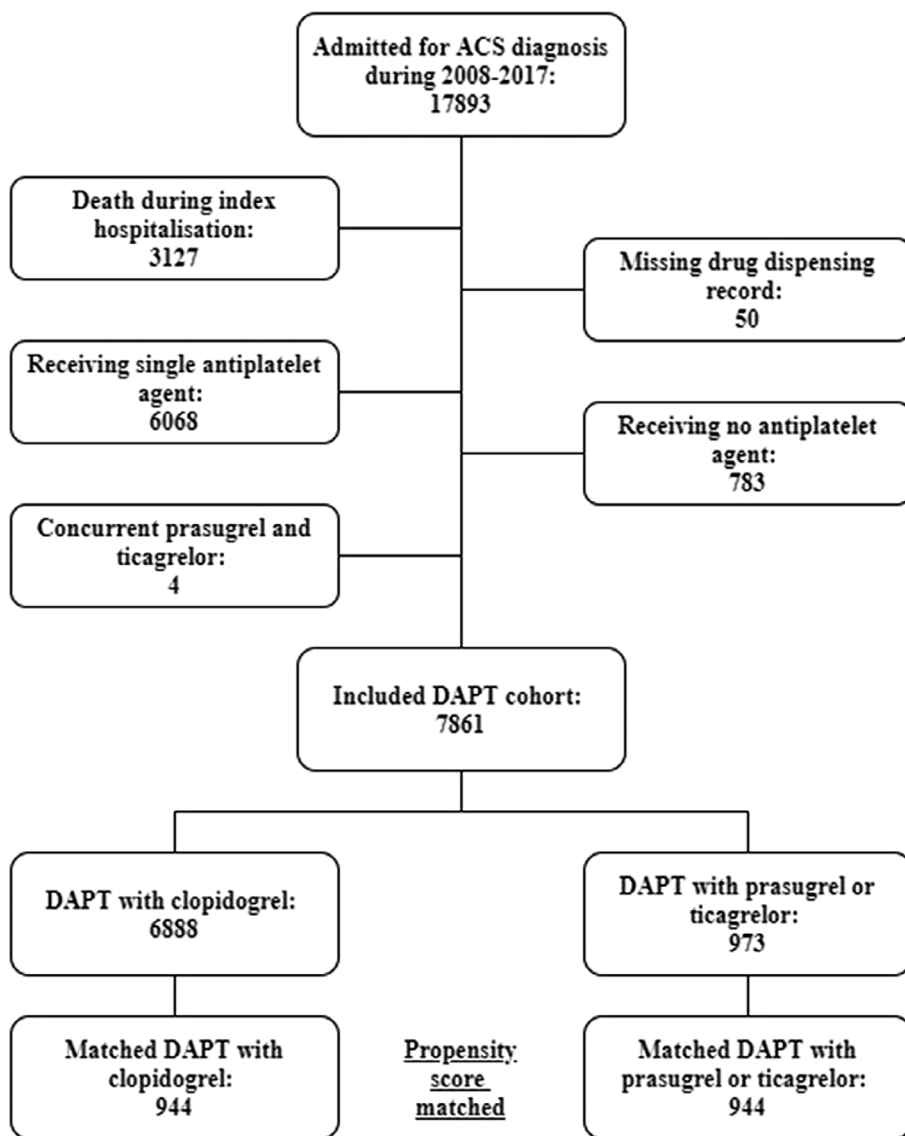 Admitted for ACS diagnosis
during 2008-2017:
17893
Death during index
hospitalisation:
3127
Missing drug dispensing
record:
50
Receiving single antiplatelet
agent:
6068
Receiving no antiplatelet
agent:
783
Concurrent prasugrel and
ticagrelor:
4
Included DAPT cohort:
7861
DAPT with clopidogrel:
6888
DAPT with prasugrel or
ticagrelor:
973
Matched DAPT with
clopidogrel:
944
Propensity
score
matched
Matched DAPT with
prasugrel or ticagrelor:
944